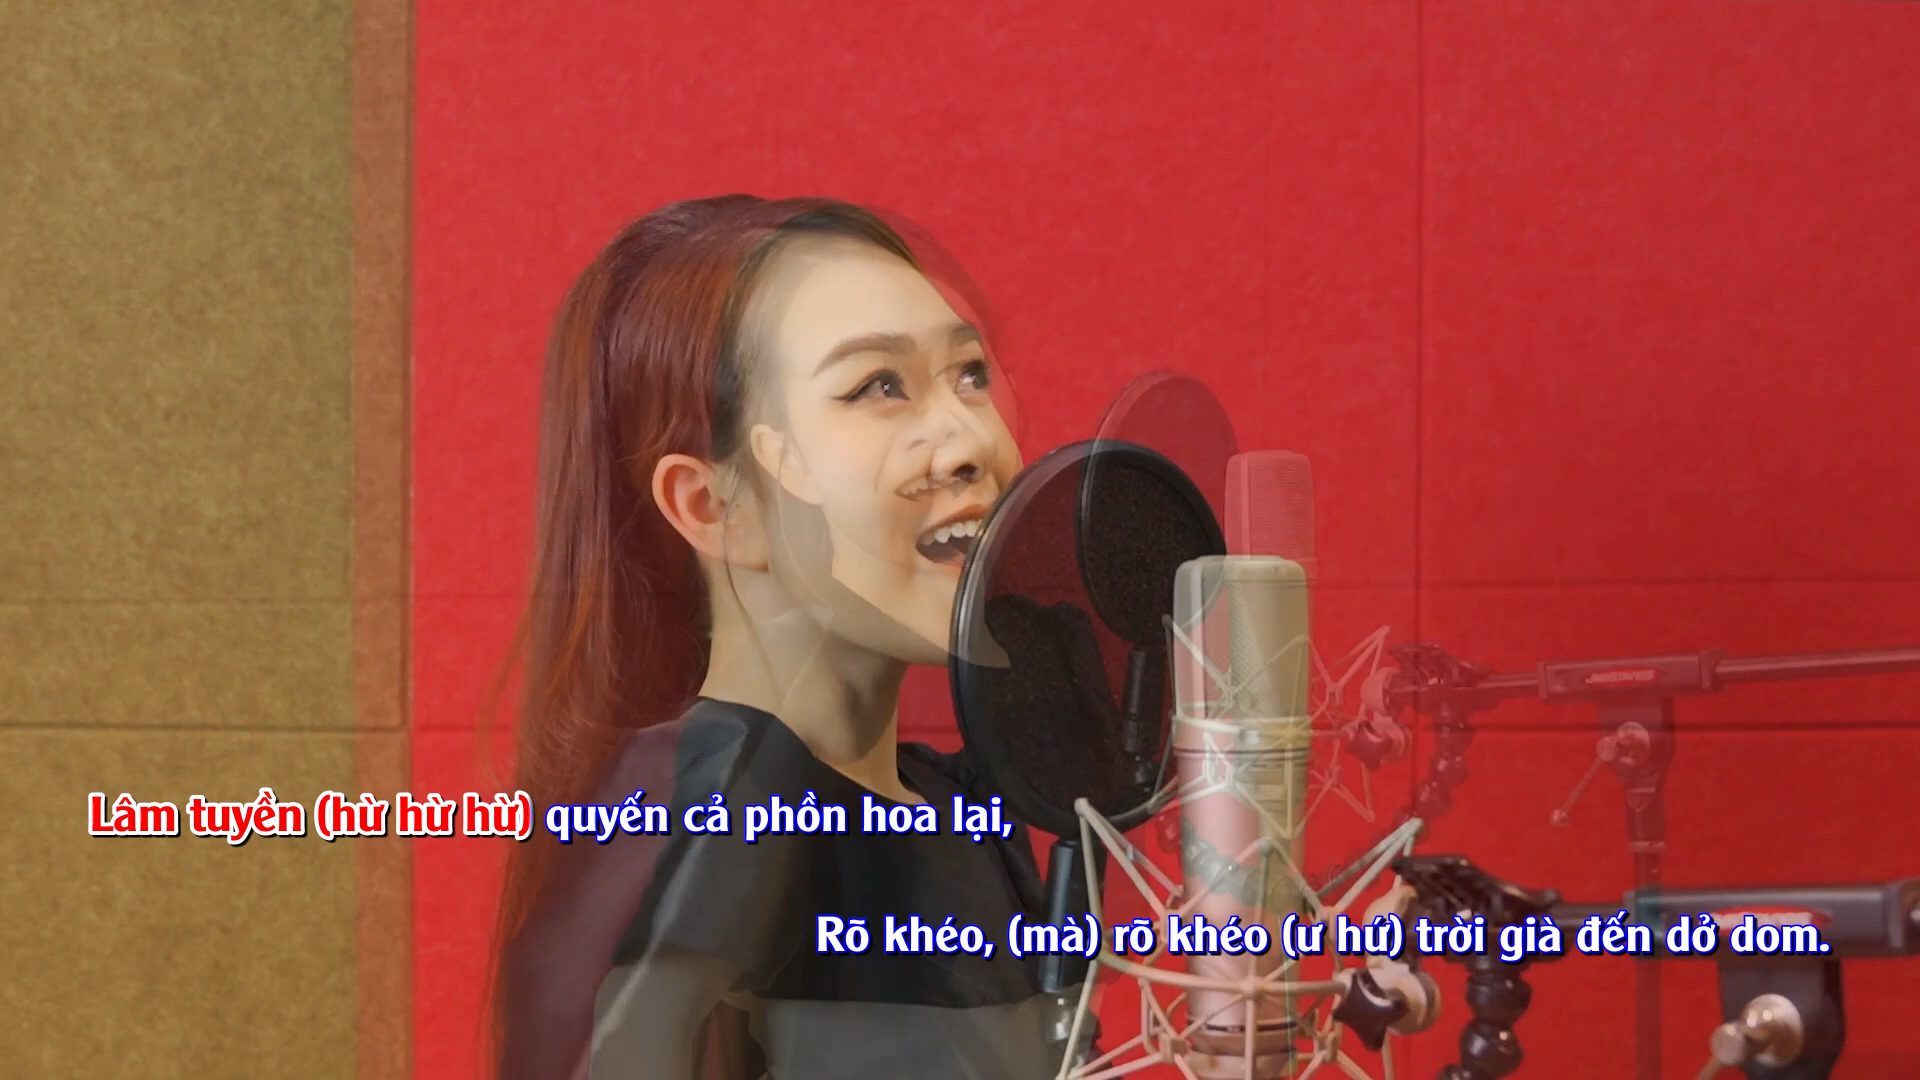 Lâm tuyền (hừ hừ hừ) quyến cả phồn hoa lại,
Rõ khéo, (mà) rõ khéo (ư hứ) trời già đến dở dom.